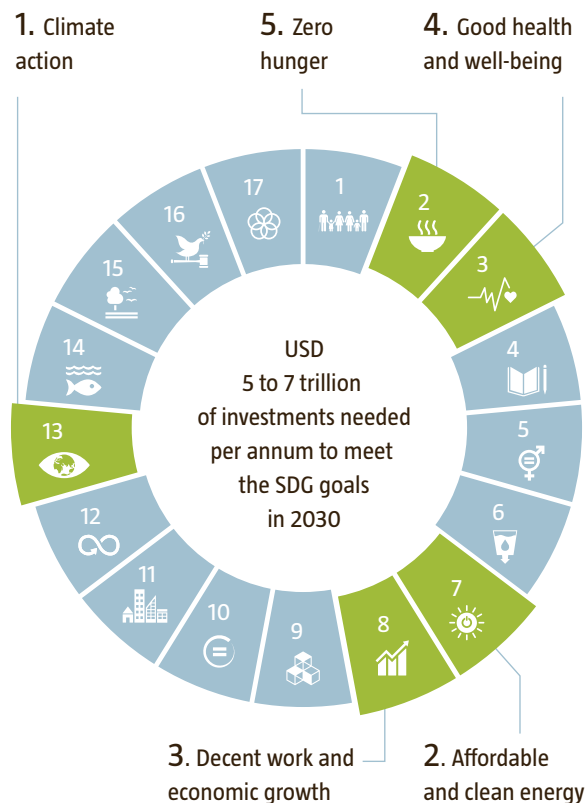 1. Climate
action
5. Zero
hunger
4. Good health
and well-being
1
2
3
4
5
6
7
8
9
10
11
12
13
14
15
16
17
USD
5 to 7 trillion
of investments needed
per annum to meet
the SDG goals
in 2030
3. Decent work and
economic growth
2. Affordable
and clean energy